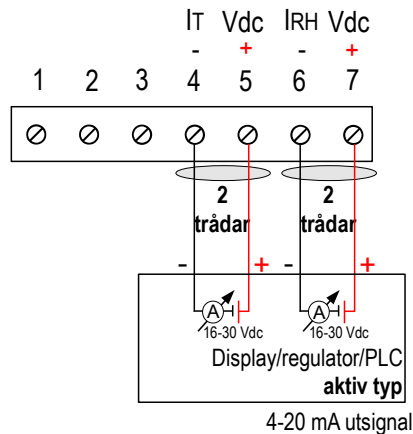 IT Vdc IRH Vdc
- + - +
1 2 3 4 5 6 7
2 2
trådar trådar
- + - +
A A
16-30 Vdc 16-30 Vdc
Display/regulator/PLC
aktiv typ
4-20 mA utsignal